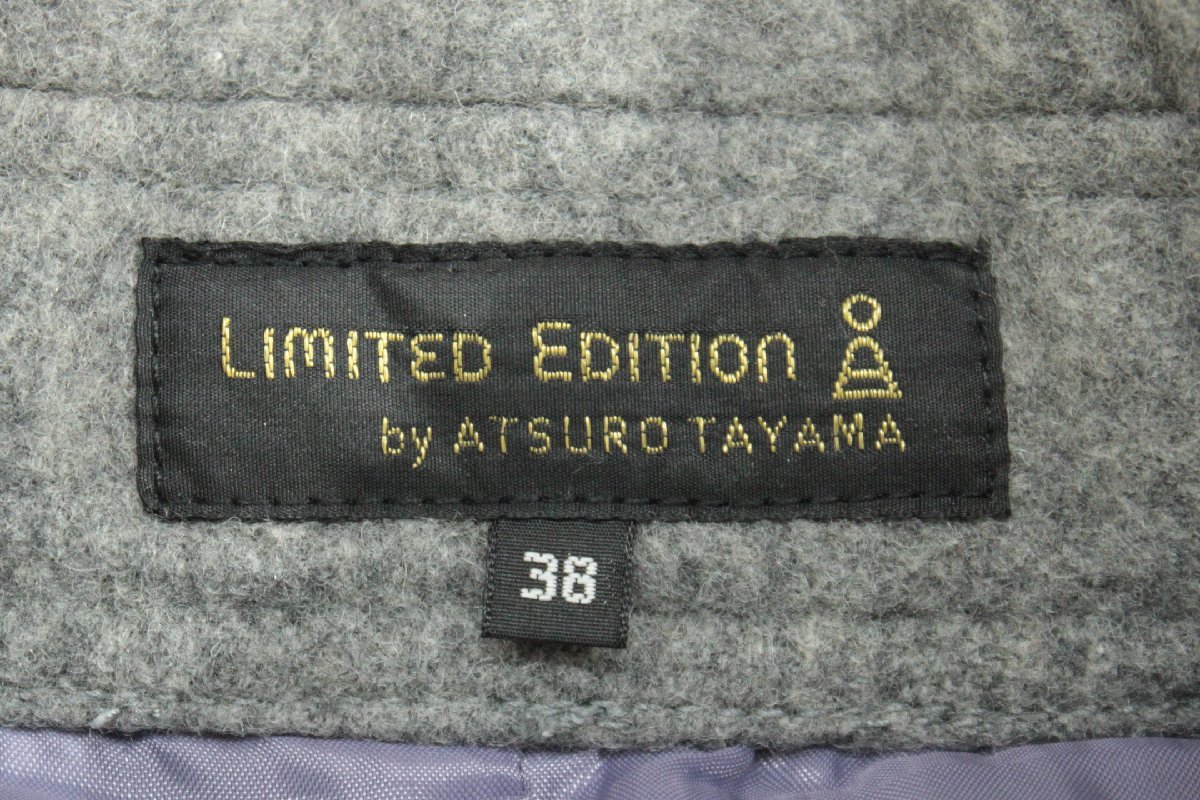 LIMITED EDITION
by ATSURO TAYAMA
38